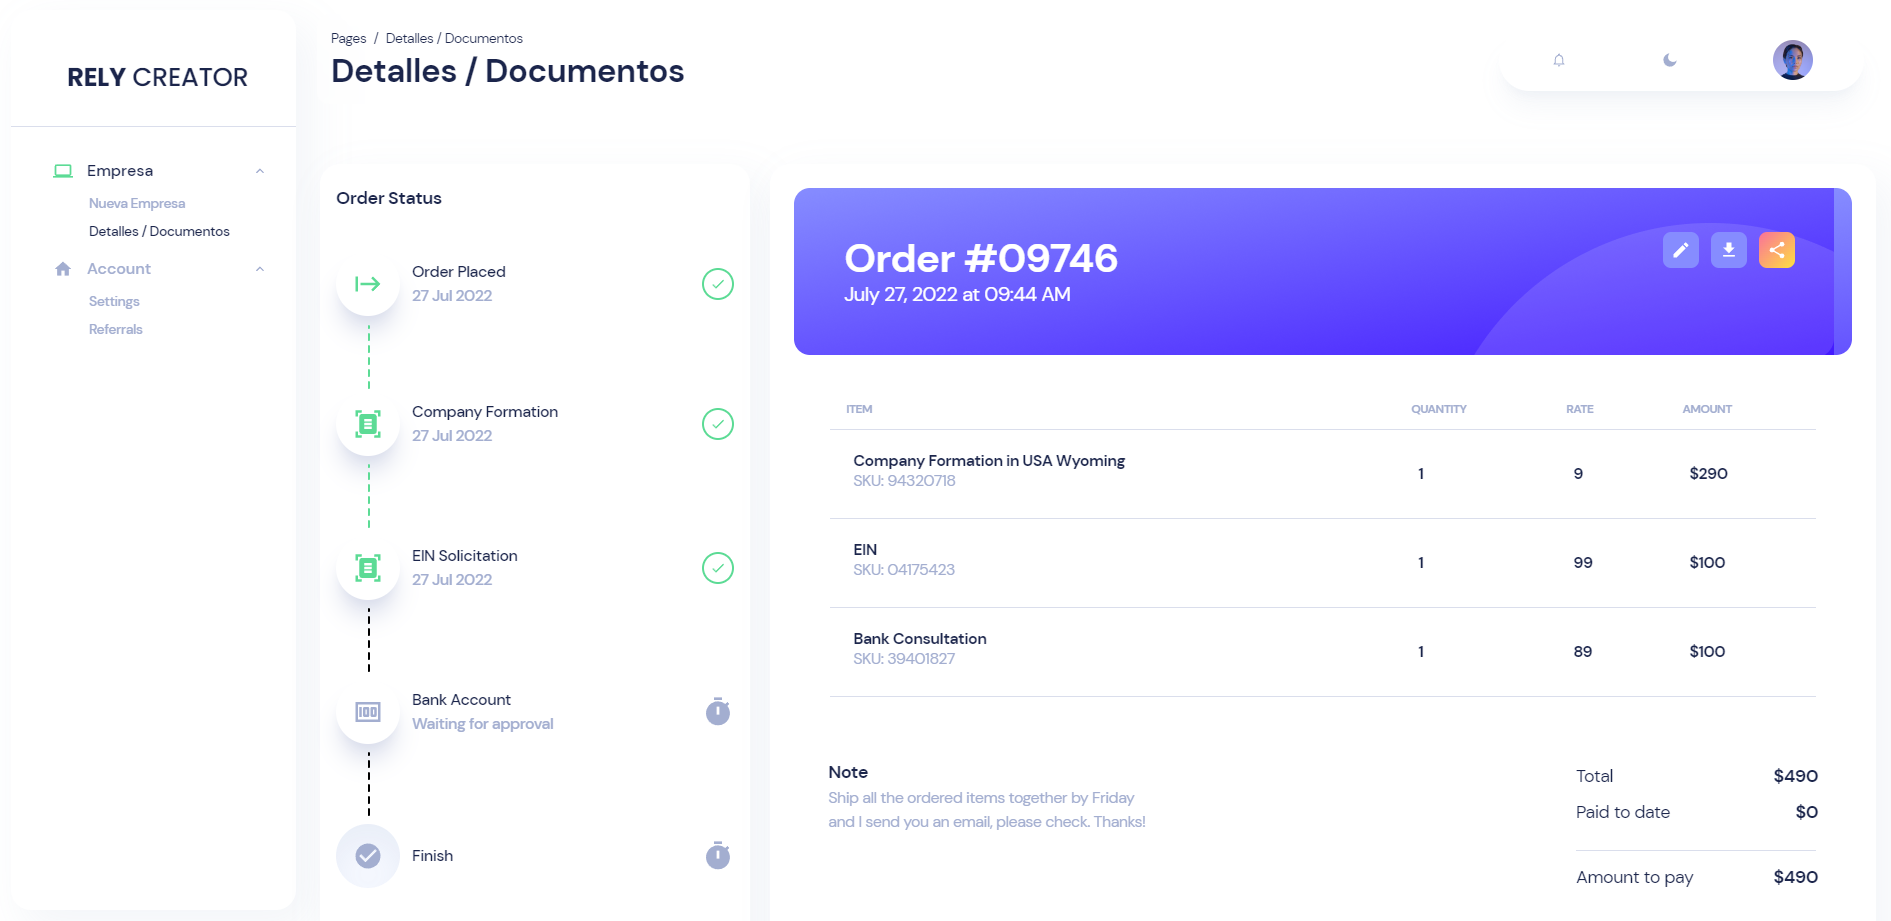 RELY CREATOR
Empresa
Nueva Empresa
Detalles / Documentos
Account
Settings
Referrals
Pages / Detalles / Documentos
Detalles / Documentos
Order Status
Order Placed
27 Jul 2022
Company Formation
27 Jul 2022
EIN Solicitation
27 Jul 2022
100
Bank Account
Waiting for approval
Finish
Order #09746
July 27, 2022 at 09:44 AM
ITEM QUANTITY RATE AMOUNT
Company Formation in USA Wyoming
SKU: 94320718
1 9 $290
EIN
SKU: 04175423
1 99 $100
Bank Consultation
SKU: 39401827
1 89 $100
Note
Ship all the ordered items together by Friday
and I send you an email, please check. Thanks!
Total $490
Paid to date $0
Amount to pay $490